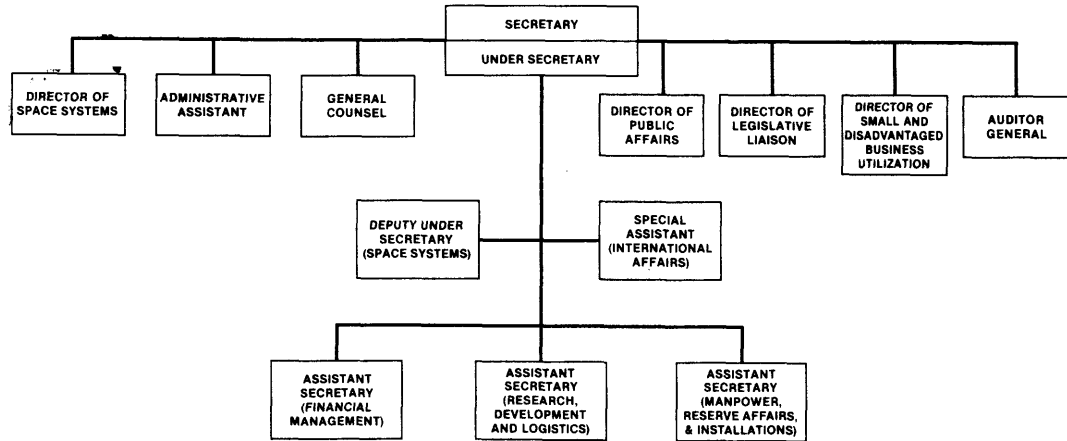 SECRETARY
UNDER SECRETARY
DIRECTOR OF
SPACE SYSTEMS
ADMINISTRATIVE
ASSISTANT
GENERAL
COUNSEL
DIRECTOR OF
PUBLIC
AFFAIRS
DIRECTOR OF
LEGISLATIVE
LIAISON
DIRECTOR OF
SMALL AND
DISADVANTAGED
BUSINESS
UTILIZATION
AUDITOR
GENERAL
DEPUTY UNDER
SECRETARY
(SPACE SYSTEMS)
SPECIAL
ASSISTANT
(INTERNATIONAL
AFFAIRS)
ASSISTANT
SECRETARY
(FINANCIAL
MANAGEMENT)
ASSISTANT
SECRETARY
(RESEARCH,
DEVELOPMENT
AND LOGISTICS)
ASSISTANT
SECRETARY
(MANPOWER,
RESERVE AFFAIRS,
& INSTALLATIONS)